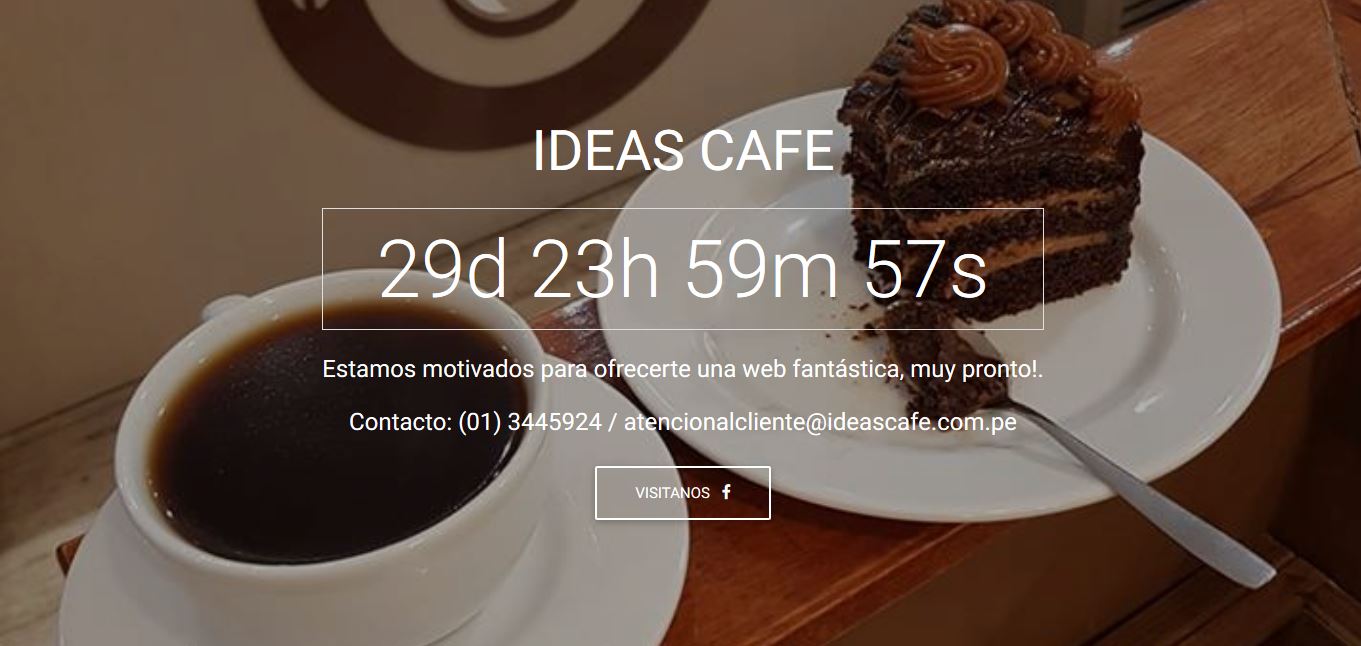 IDEAS CAFE
29d 23h 59m 57s
Estamos motivados para ofrecerte una web fantástica, muy pronto!.
Contacto: (01) 3445924 / atencionalcliente@ideascafe.com.pe
VISITANOS f